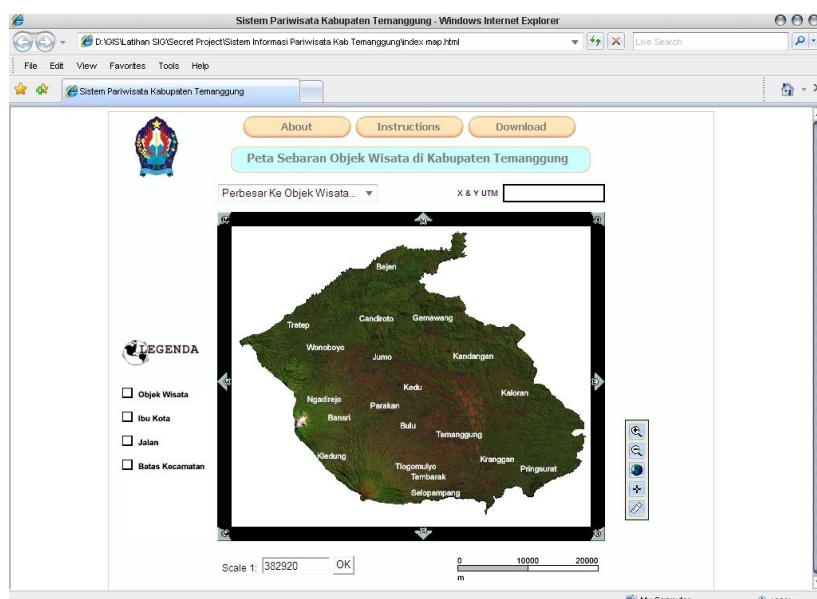 Sistem Pariwisata Kabupaten Temanggung - Windows Internet Explorer
D:\GIS\Latihan SIG\Secret Project\Sistem Informasi Pariwisata Kab Temanggung\index map.html
Live Search
File Edit View Favorites Tools Help
Sistem Pariwisata Kabupaten Temanggung
About Instructions Download
Peta Sebaran Objek Wisata di Kabupaten Temanggung
Perbesar Ke Objek Wisata...
X & Y UTM
Bejen
Candiroto Gemawang
Tretep
Wonoboyo
Jumo Kandangan
Kedu
Kaloran
Ngadirejo
Parakan
Bansri
Bulu
Temanggung
Kledung
Kranggan
Tlogomulyo
Pringsurat
Tembarak
Selopampang
LEGENDA
Objek Wisata
Ibu Kota
Jalan
Batas Kecamatan
Scale 1: 382920 OK
0 10000 20000
m